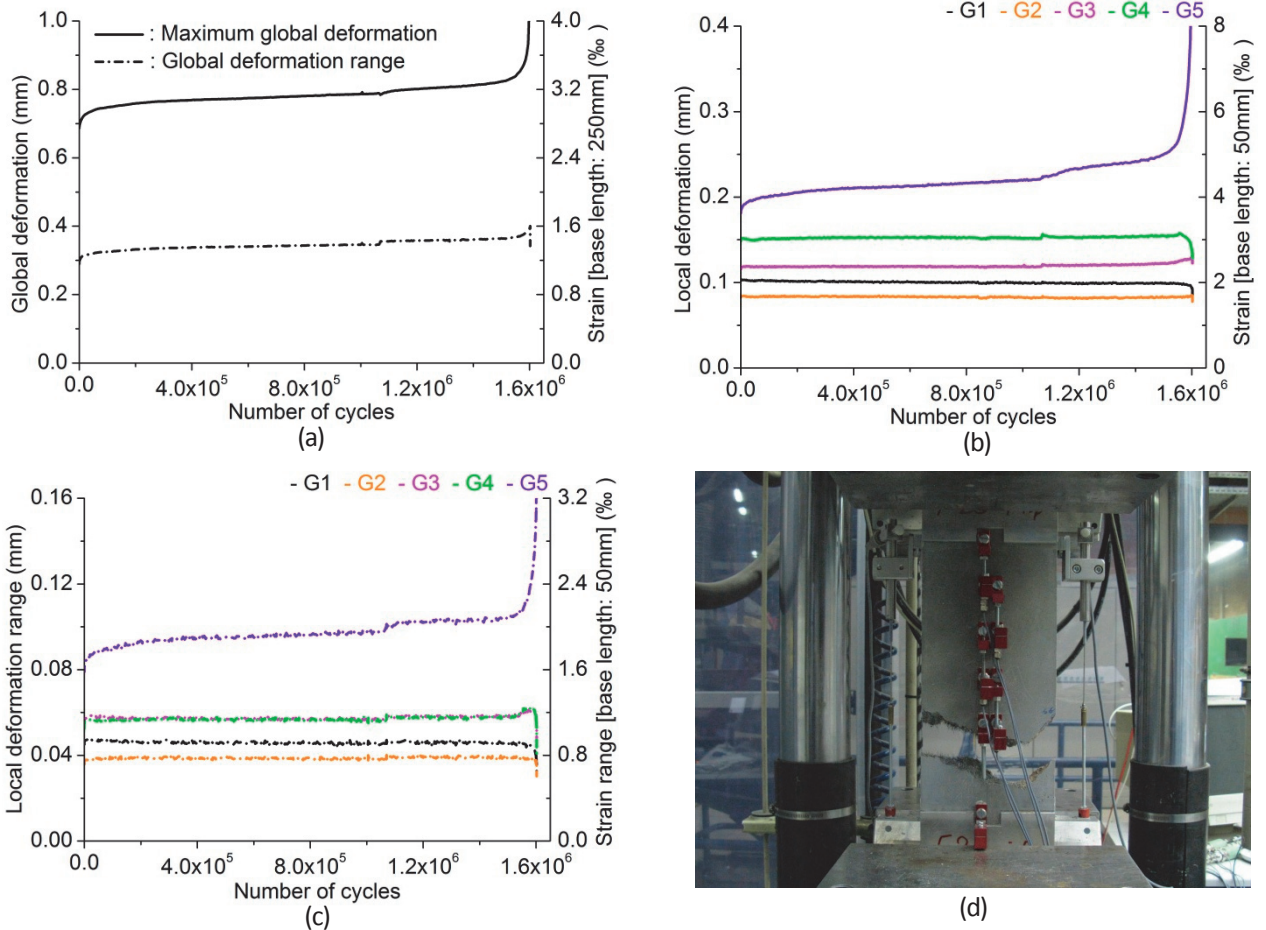 1.0
0.8
0.6
0.4
0.2
0.0
Global deformation (mm)
: Maximum global deformation
: Global deformation range
4.0
3.2
2.4
1.6
0.8
0.0
Strain [base length: 250mm] (‰)
0.0 4.0x10⁵ 8.0x10⁵ 1.2x10⁶ 1.6x10⁶
Number of cycles
(a)
- G1 - G2 - G3 - G4 - G5
0.4
0.3
0.2
0.1
0.0
Local deformation (mm)
8
6
4
2
0
Strain [base length: 50mm] (‰)
0.0 4.0x10⁵ 8.0x10⁵ 1.2x10⁶ 1.6x10⁶
Number of cycles
(b)
- G1 - G2 - G3 - G4 - G5
0.16
0.12
0.08
0.04
0.00
Local deformation range (mm)
3.2
2.4
1.6
0.8
0.0
Strain range [base length: 50mm] (‰)
0.0 4.0x10⁵ 8.0x10⁵ 1.2x10⁶ 1.6x10⁶
Number of cycles
(c)
(d)